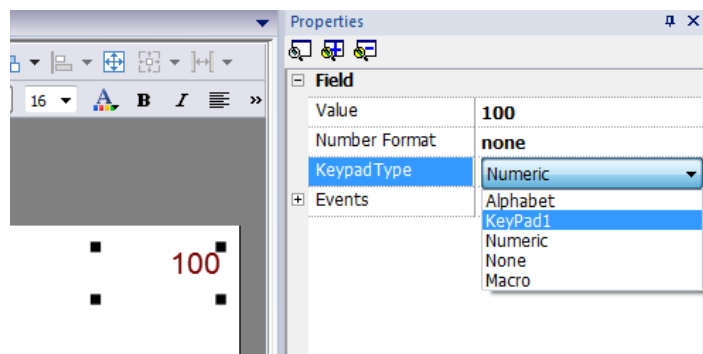 Properties
16 A B I »
Field
Value 100
Number Format none
KeypadType Numeric
Events Alphabet
KeyPad1
Numeric
None
Macro
100